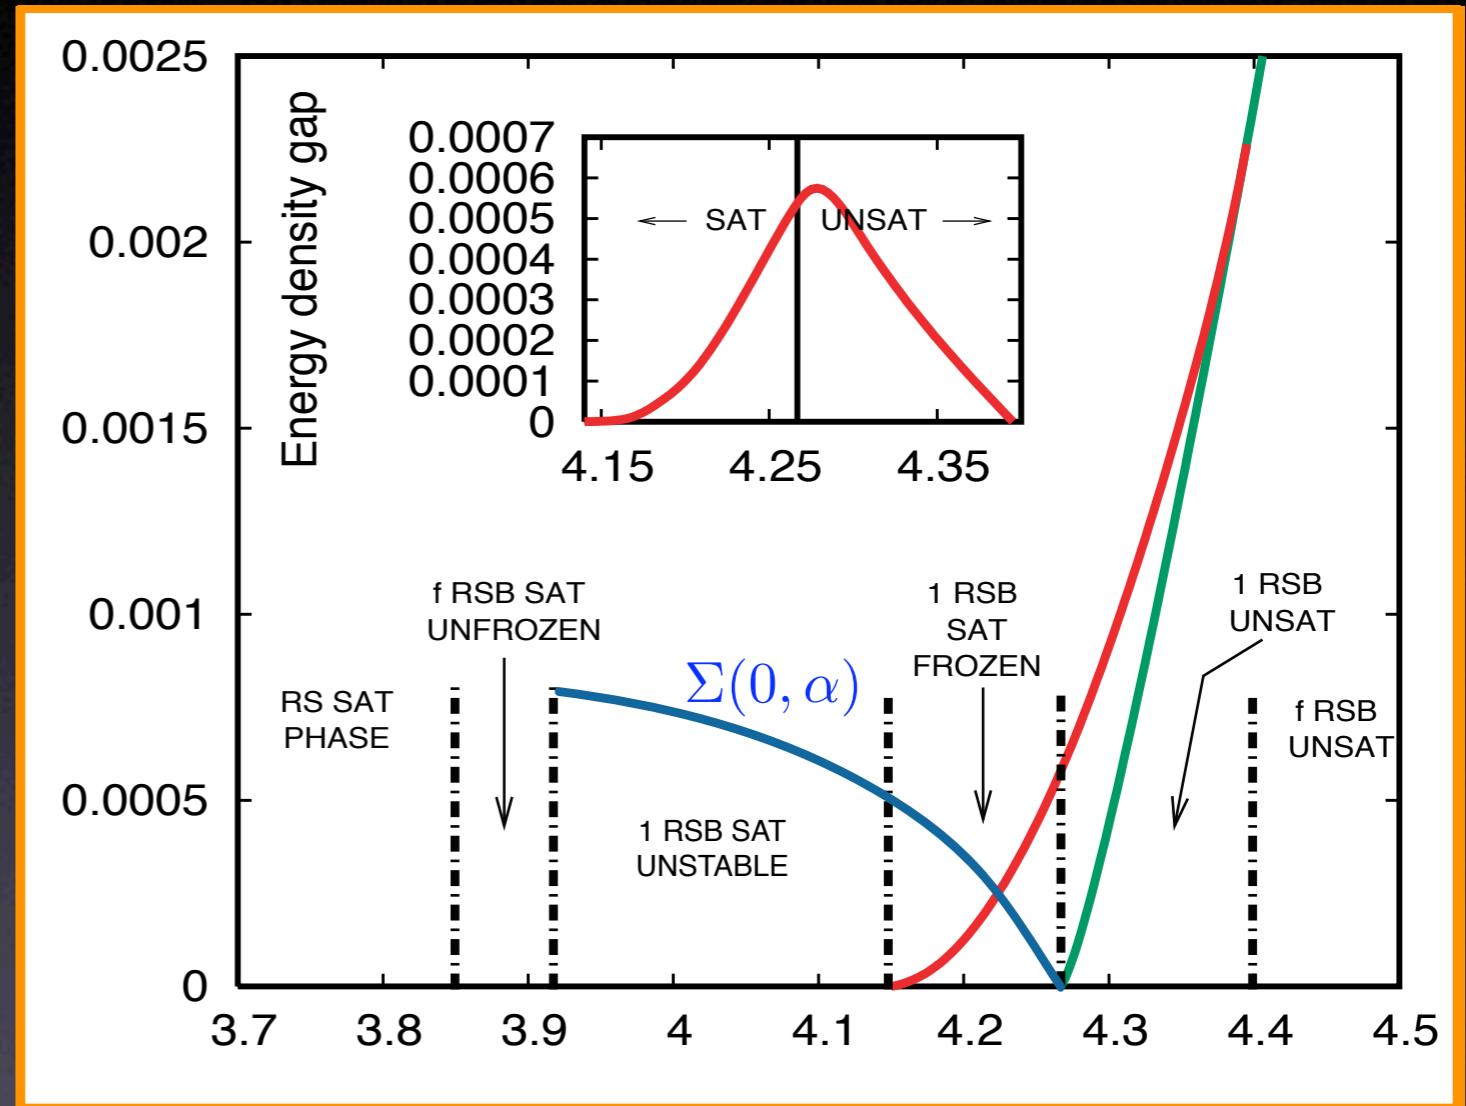 0.0025
0.002
0.0015
0.001
0.0005
0
Energy density gap
0.0007
0.0006
0.0005
0.0004
0.0003
0.0002
0.0001
0
SAT
UNSAT
4.15 4.25 4.35
f RSB SAT
UNFROZEN
1 RSB
SAT
FROZEN
1 RSB
UNSAT
RS SAT
PHASE
Σ(0, α)
f RSB
UNSAT
1 RSB SAT
UNSTABLE
3.7 3.8 3.9 4 4.1 4.2 4.3 4.4 4.5